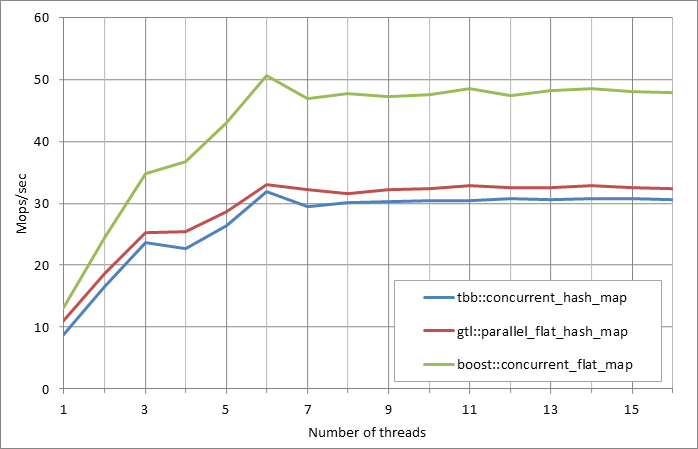 60
50
40
30
20
10
0
Mops/sec
tbb::concurrent_hash_map
gtl::parallel_flat_hash_map
boost::concurrent_flat_map
1 3 5 7 9 11 13 15
Number of threads